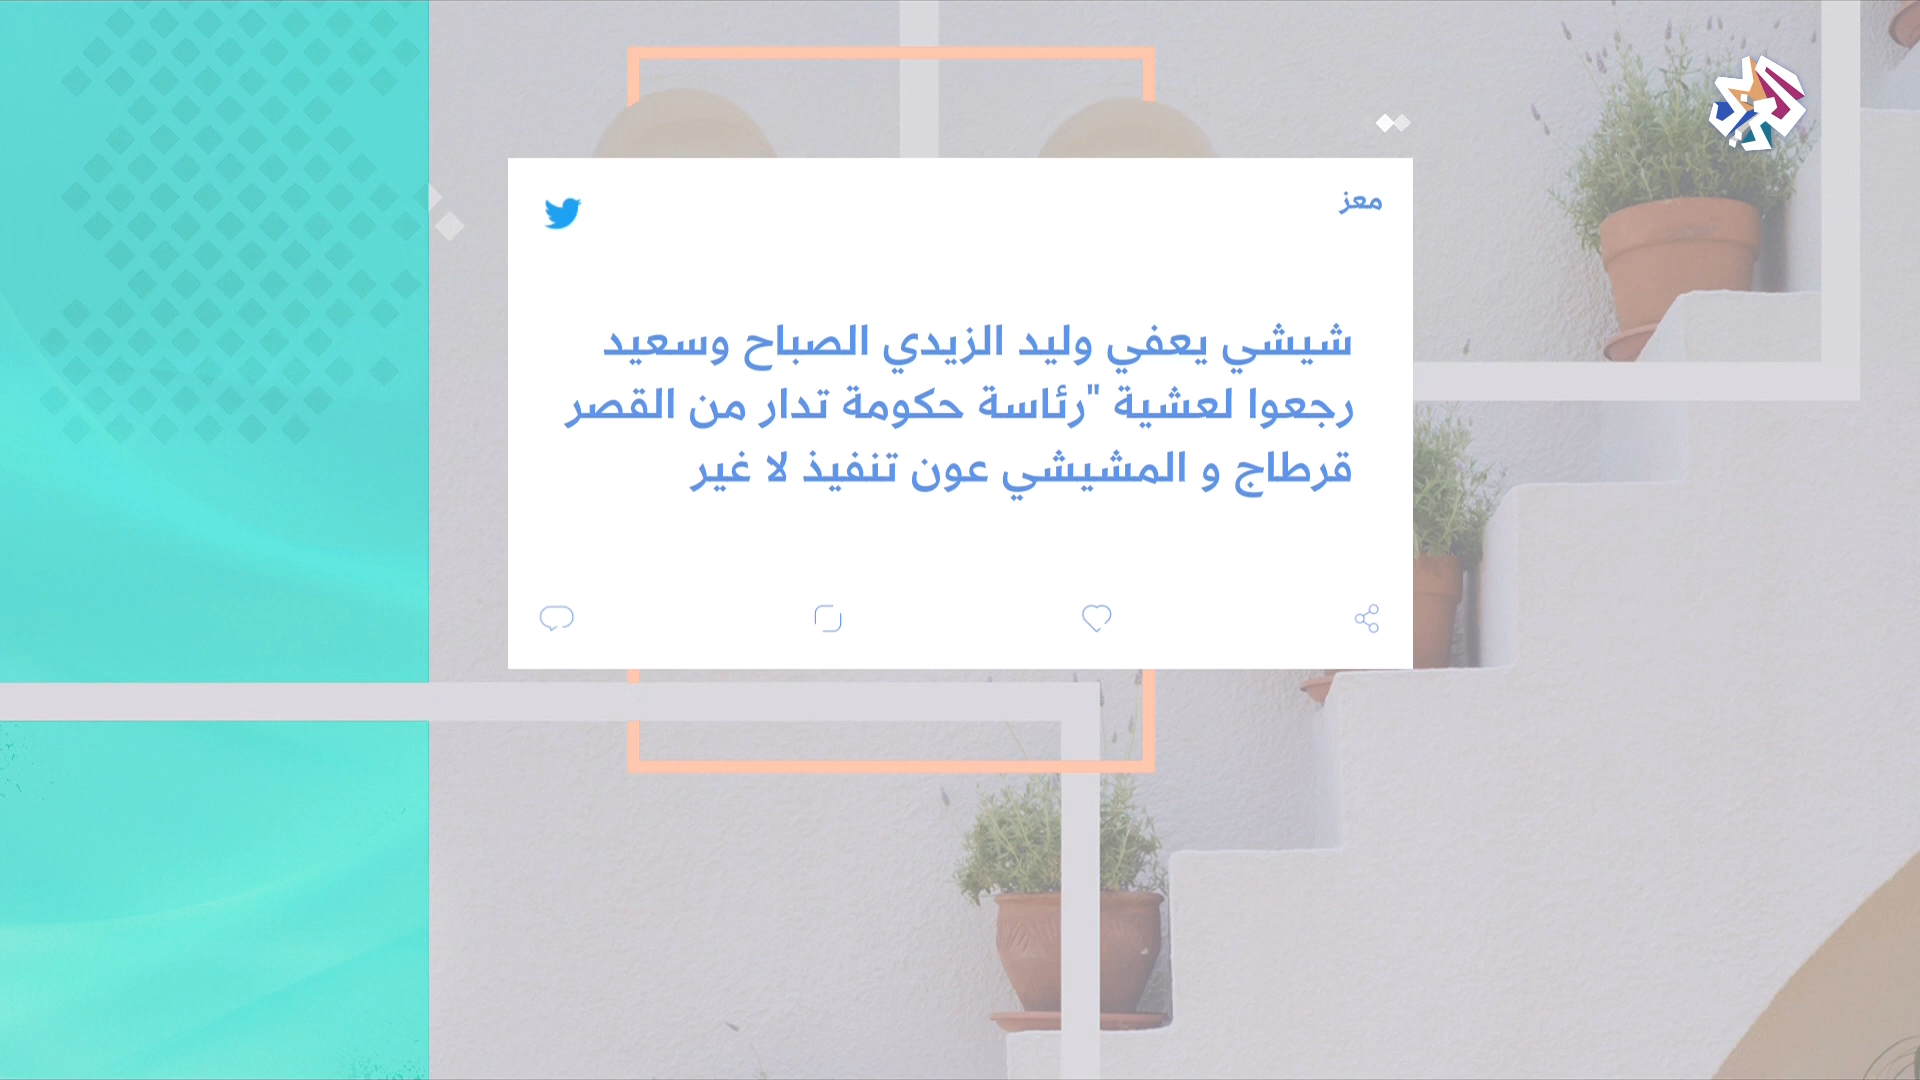 معز
شيشي يعفي وليد الزيدي الصباح وسعيد
رجعوا لعشية "رئاسة حكومة تدار من القصر
قرطاج و المشيشي عون تنفيذ لا غير